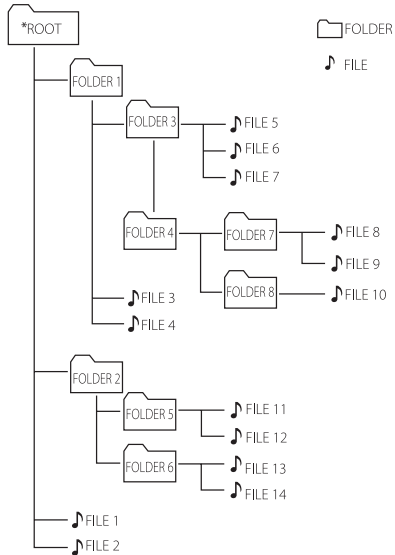 *ROOT
FOLDER
FILE
FOLDER 1
FOLDER 3
FILE 5
FILE 6
FILE 7
FOLDER 4
FOLDER 7
FILE 8
FILE 9
FOLDER 8
FILE 10
FILE 3
FILE 4
FOLDER 2
FOLDER 5
FILE 11
FILE 12
FOLDER 6
FILE 13
FILE 14
FILE 1
FILE 2